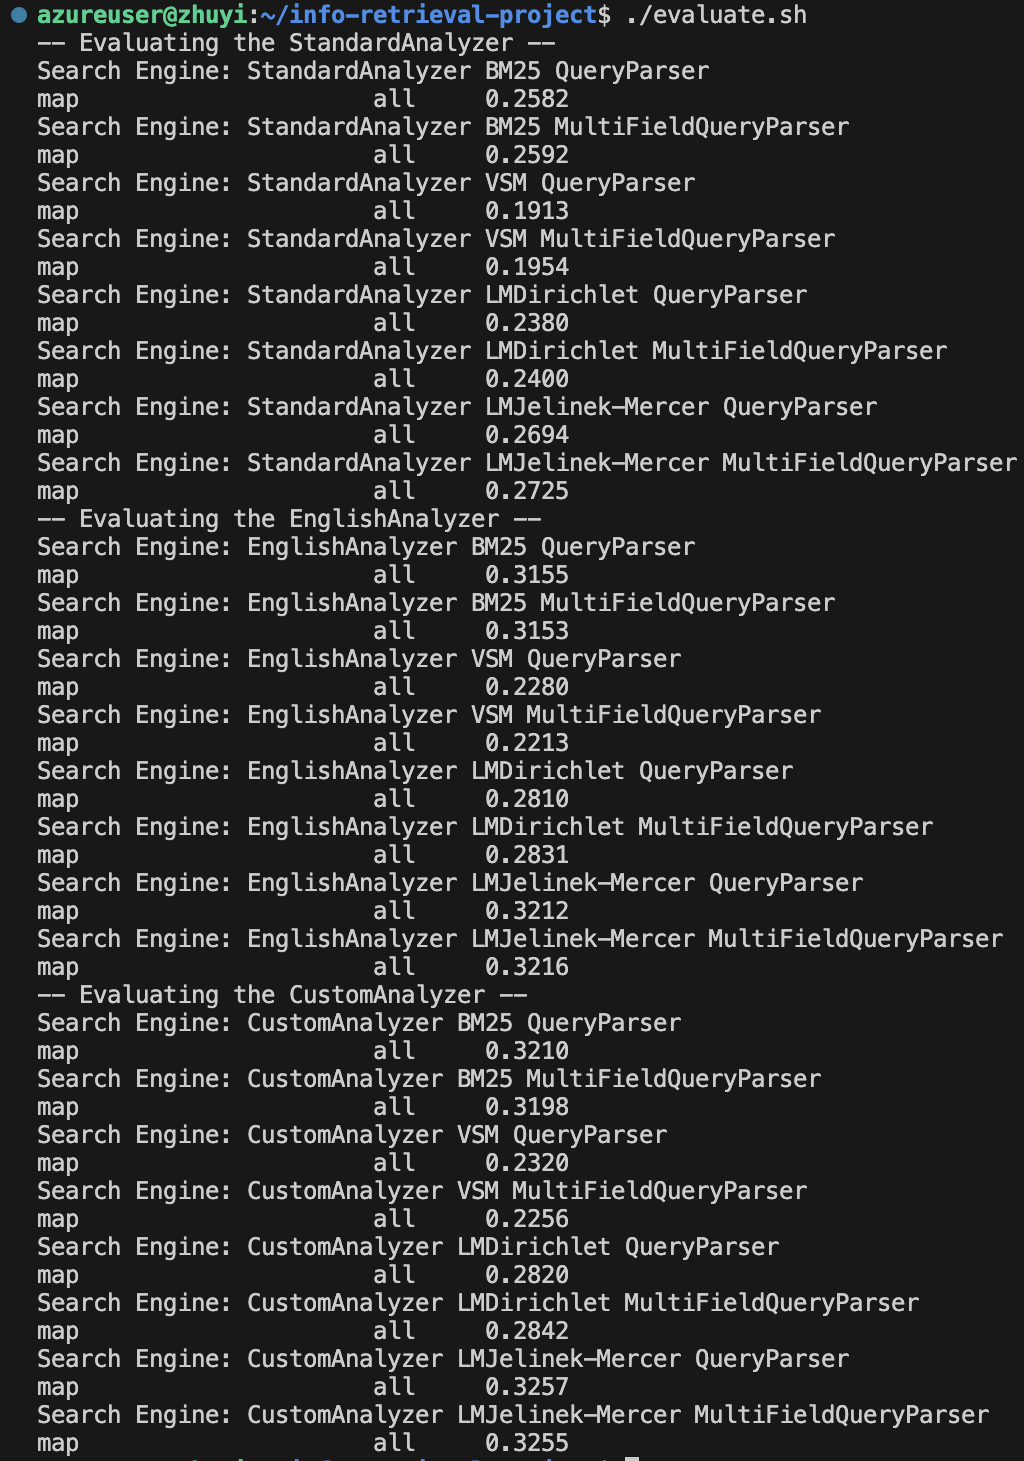 azureuser@zhuyi:~/info-retrieval-project$ ./evaluate.sh
-- Evaluating the StandardAnalyzer --
Search Engine: StandardAnalyzer BM25 QueryParser
map                     all     0.2582
Search Engine: StandardAnalyzer BM25 MultiFieldQueryParser
map                     all     0.2592
Search Engine: StandardAnalyzer VSM QueryParser
map                     all     0.1913
Search Engine: StandardAnalyzer VSM MultiFieldQueryParser
map                     all     0.1954
Search Engine: StandardAnalyzer LMDirichlet QueryParser
map                     all     0.2380
Search Engine: StandardAnalyzer LMDirichlet MultiFieldQueryParser
map                     all     0.2400
Search Engine: StandardAnalyzer LMJelinek-Mercer QueryParser
map                     all     0.2694
Search Engine: StandardAnalyzer LMJelinek-Mercer MultiFieldQueryParser
map                     all     0.2725
-- Evaluating the EnglishAnalyzer --
Search Engine: EnglishAnalyzer BM25 QueryParser
map                     all     0.3155
Search Engine: EnglishAnalyzer BM25 MultiFieldQueryParser
map                     all     0.3153
Search Engine: EnglishAnalyzer VSM QueryParser
map                     all     0.2280
Search Engine: EnglishAnalyzer VSM MultiFieldQueryParser
map                     all     0.2213
Search Engine: EnglishAnalyzer LMDirichlet QueryParser
map                     all     0.2810
Search Engine: EnglishAnalyzer LMDirichlet MultiFieldQueryParser
map                     all     0.2831
Search Engine: EnglishAnalyzer LMJelinek-Mercer QueryParser
map                     all     0.3212
Search Engine: EnglishAnalyzer LMJelinek-Mercer MultiFieldQueryParser
map                     all     0.3216
-- Evaluating the CustomAnalyzer --
Search Engine: CustomAnalyzer BM25 QueryParser
map                     all     0.3210
Search Engine: CustomAnalyzer BM25 MultiFieldQueryParser
map                     all     0.3198
Search Engine: CustomAnalyzer VSM QueryParser
map                     all     0.2320
Search Engine: CustomAnalyzer VSM MultiFieldQueryParser
map                     all     0.2256
Search Engine: CustomAnalyzer LMDirichlet QueryParser
map                     all     0.2820
Search Engine: CustomAnalyzer LMDirichlet MultiFieldQueryParser
map                     all     0.2842
Search Engine: CustomAnalyzer LMJelinek-Mercer QueryParser
map                     all     0.3257
Search Engine: CustomAnalyzer LMJelinek-Mercer MultiFieldQueryParser
map                     all     0.3255